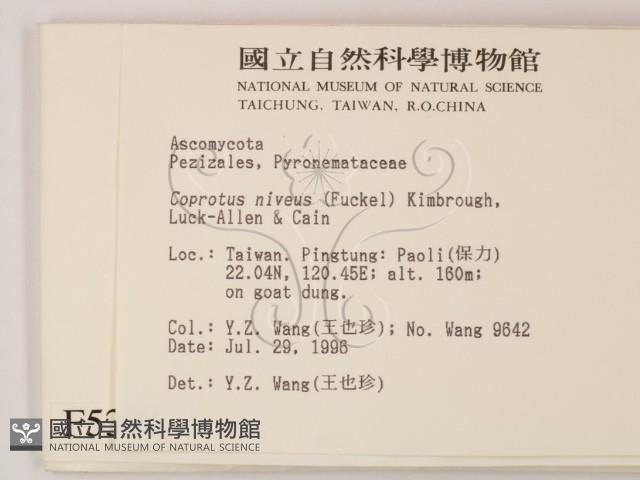 國立自然科學博物館
NATIONAL MUSEUM OF NATURAL SCIENCE
TAICHUNG, TAIWAN, R.O.CHINA
Ascomycota
Pezizales, Pyronemataceae
Coprotus niveus (Fuckel) Kimbrough,
Luck-Allen & Cain
Loc.: Taiwan. Pingtung: Paoli(保力)
22.04N, 120.45E; alt. 160m;
on goat dung.
Col.: Y.Z. Wang(王也珍); No. Wang 9642
Date: Jul. 29, 1996
Det.: Y.Z. Wang(王也珍)
國立自然科學博物館
NATIONAL MUSEUM OF NATURAL SCIENCE